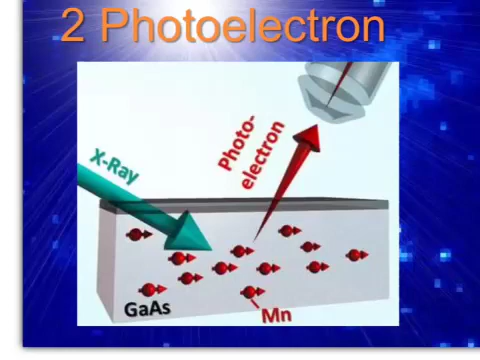 2 Photoelectron
X-Ray
Photo-
electron
GaAs
Mn